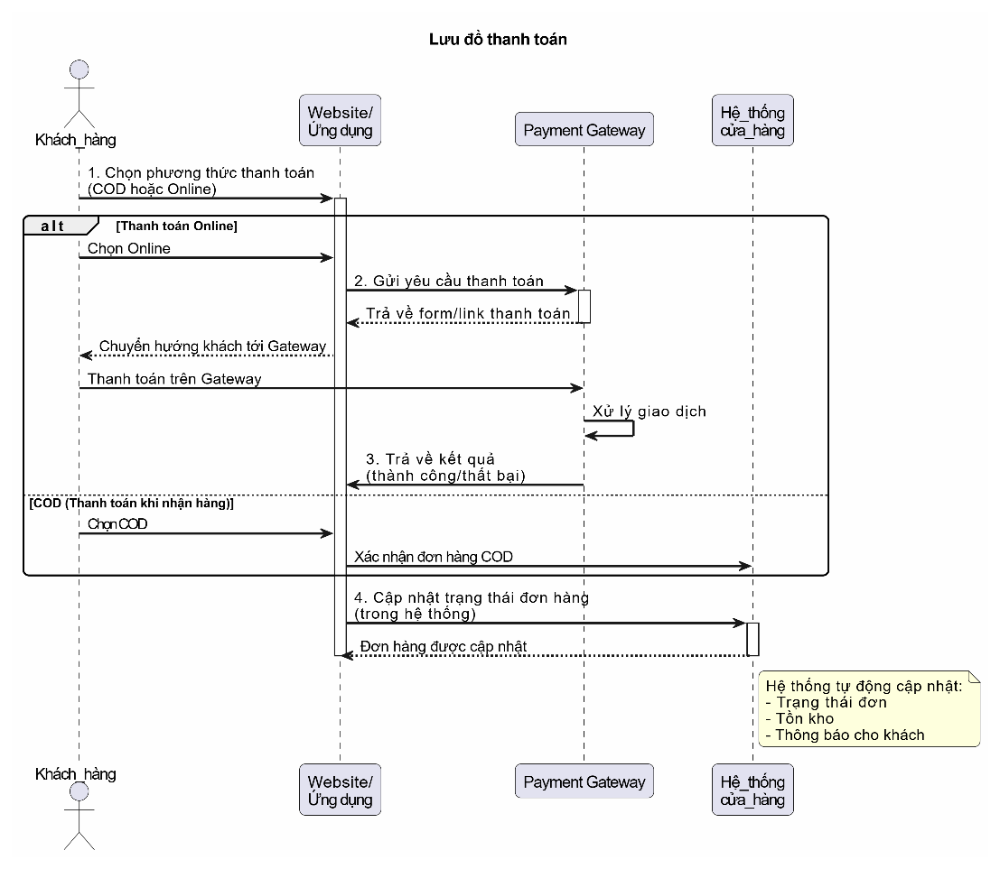 Lưu đồ thanh toán
Khách_hàng
Website/
Ứng dụng
Payment Gateway
Hệ_thống
cửa_hàng
1. Chọn phương thức thanh toán
(COD hoặc Online)
alt
[Thanh toán Online]
Chọn Online
2. Gửi yêu cầu thanh toán
Trả về form/link thanh toán
Chuyển hướng khách tới Gateway
Thanh toán trên Gateway
Xử lý giao dịch
3. Trả về kết quả
(thành công/thất bại)
[COD (Thanh toán khi nhận hàng)]
Chọn COD
Xác nhận đơn hàng COD
4. Cập nhật trạng thái đơn hàng
(trong hệ thống)
Đơn hàng được cập nhật
Hệ thống tự động cập nhật:
- Trạng thái đơn
- Tồn kho
- Thông báo cho khách
Khách_hàng
Website/
Ứng dụng
Payment Gateway
Hệ_thống
cửa_hàng